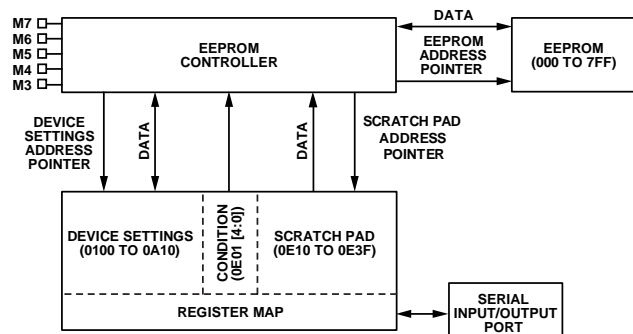 M7
M6
M5
M4
M3
EEPROM
CONTROLLER
DATA
EEPROM
ADDRESS
POINTER
EEPROM
(000 TO 7FF)
DEVICE
SETTINGS
ADDRESS
POINTER
DATA
DATA
SCRATCH PAD
ADDRESS
POINTER
DEVICE SETTINGS
(0100 TO 0A10)
CONDITION
(0E01 [4:0])
SCRATCH PAD
(0E10 TO 0E3F)
REGISTER MAP
SERIAL
INPUT/OUTPUT
PORT